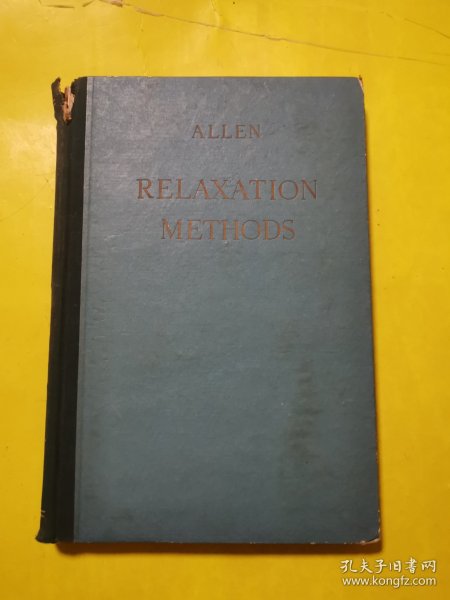 ALLEN
RELAXATION
METHODS
孔夫子旧书网
www.kongfz.com